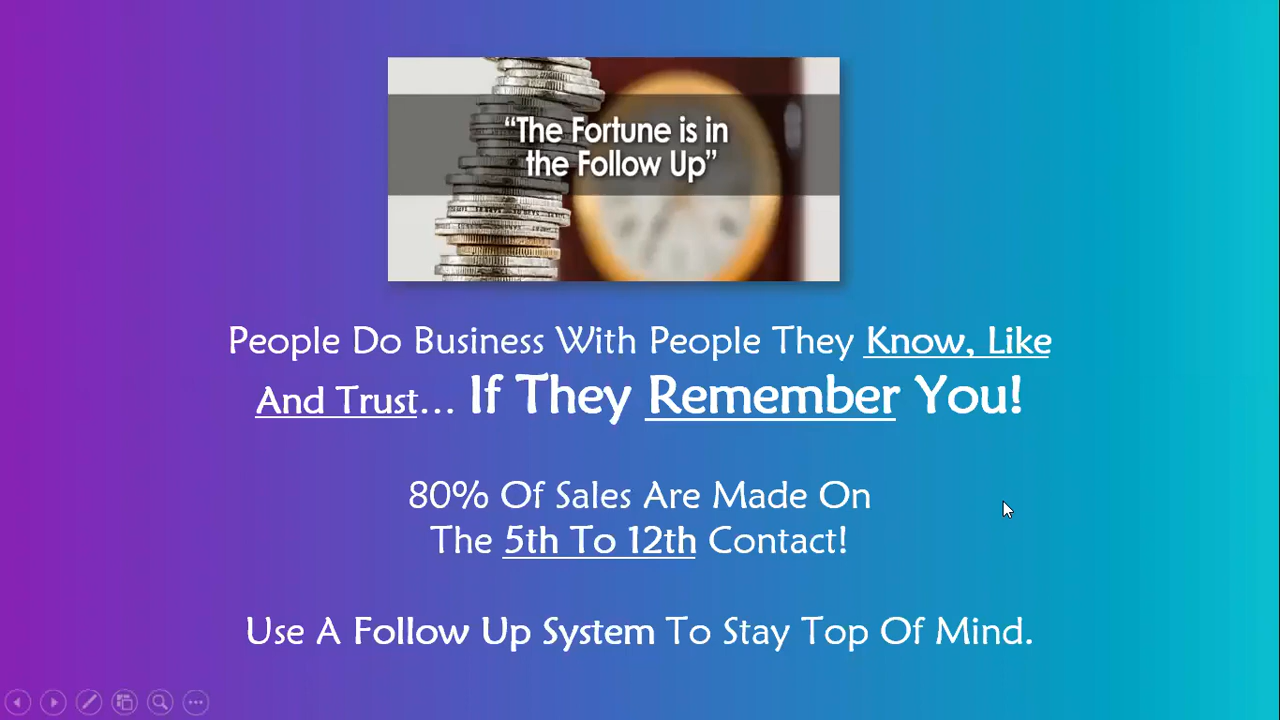 “The Fortune is in
the Follow Up”
People Do Business With People They Know, Like
And Trust... If They Remember You!
80% Of Sales Are Made On
The 5th To 12th Contact!
Use A Follow Up System To Stay Top Of Mind.